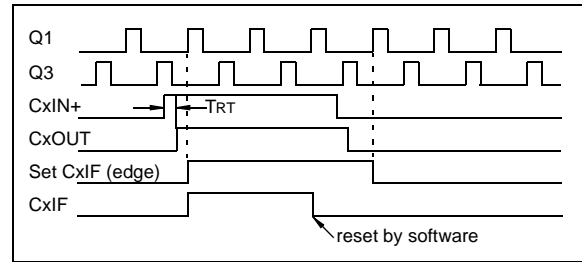 Q1
Q3
CxIN+
TRT
CxOUT
Set CxIF (edge)
CxIF
reset by software